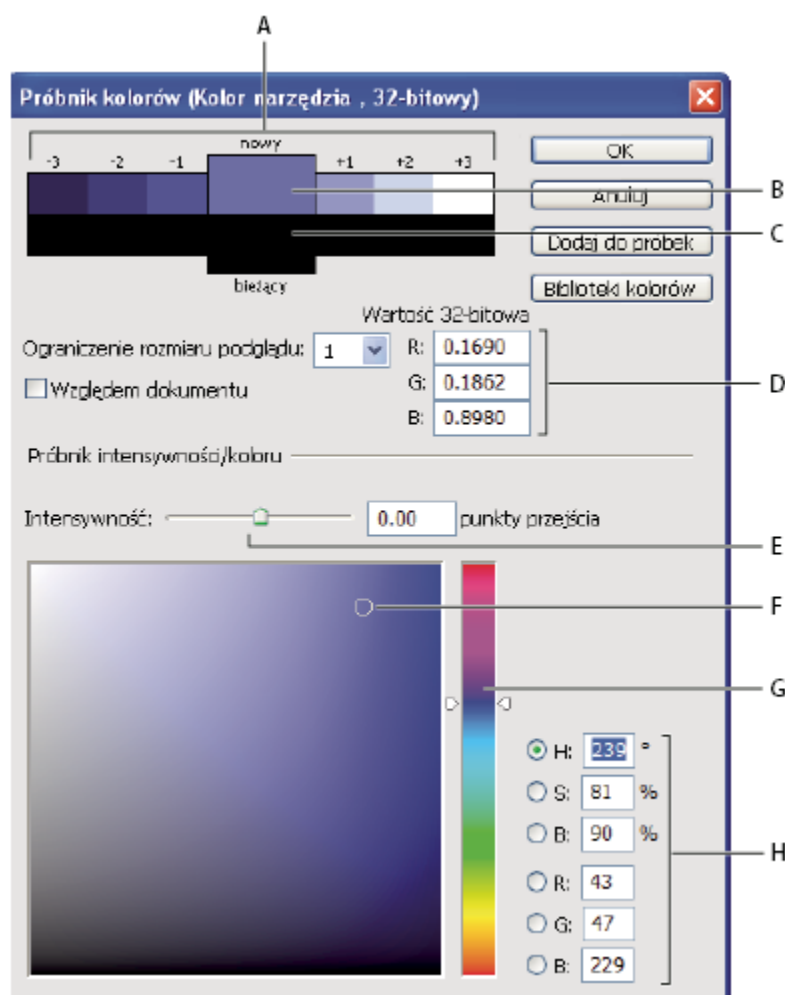 A
Próbnik kolorów (Kolor narzędzia , 32-bitowy)
nowy
-3 -2 -1 +1 +2 +3
OK
B
Anuluj
C
Dodaj do próbek
bieżący
Biblioteki kolorów
Wartość 32-bitowa
Ograniczenie rozmiaru podglądu: 1 R: 0.1690
Względem dokumentu G: 0.1862
D
B: 0.8980
Próbnik intensywności/koloru
Intensywność: 0.00 punkty przejścia
E
F
G
H: 239 °
S: 81 %
B: 90 %
H
R: 43
G: 47
B: 229